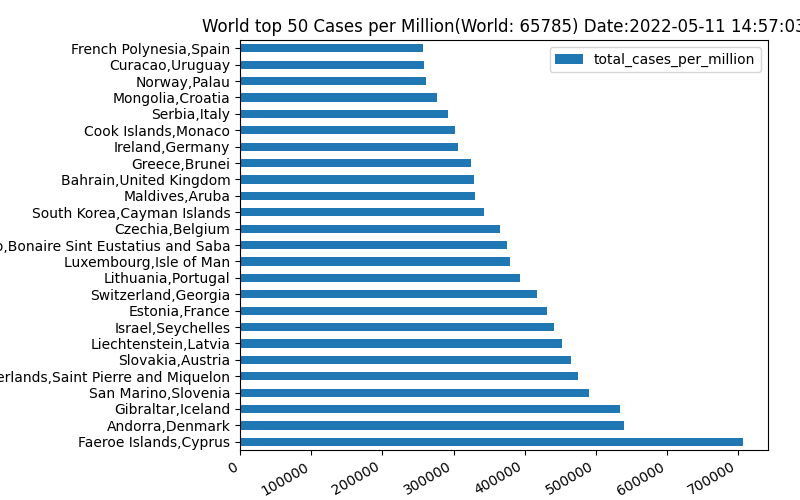 World top 50 Cases per Million(World: 65785) Date:2022-05-11 14:57:03
total_cases_per_million
French Polynesia,Spain
Curacao,Uruguay
Norway,Palau
Mongolia,Croatia
Serbia,Italy
Cook Islands,Monaco
Ireland,Germany
Greece,Brunei
Bahrain,United Kingdom
Maldives,Aruba
South Korea,Cayman Islands
Czechia,Belgium
,Bonaire Sint Eustatius and Saba
Luxembourg,Isle of Man
Lithuania,Portugal
Switzerland,Georgia
Estonia,France
Israel,Seychelles
Liechtenstein,Latvia
Slovakia,Austria
erlands,Saint Pierre and Miquelon
San Marino,Slovenia
Gibraltar,Iceland
Andorra,Denmark
Faeroe Islands,Cyprus
0 100000 200000 300000 400000 500000 600000 700000